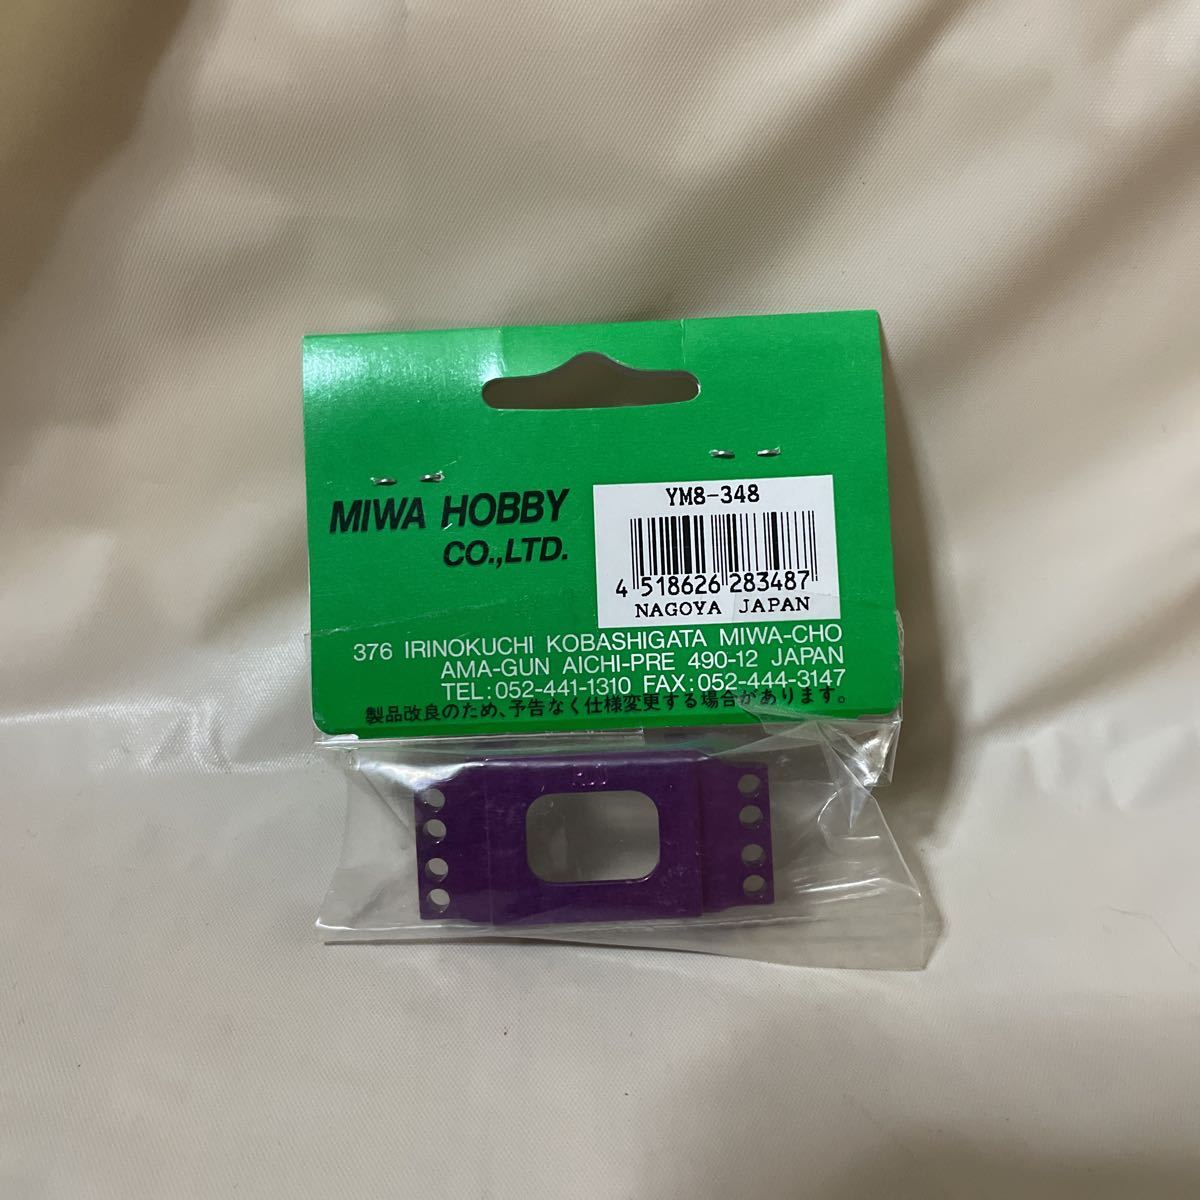 MIWA HOBBY
CO.,LTD.
YM8-348
4 518626 283487
NAGOYA JAPAN
376 IRINOKUCHI KOBASHIGATA MIWA-CHO
AMA-GUN AICHI-PRE 490-12 JAPAN
TEL:052-441-1310 FAX:052-444-3147
製品改良のため、予告なく仕様変更する場合があります。